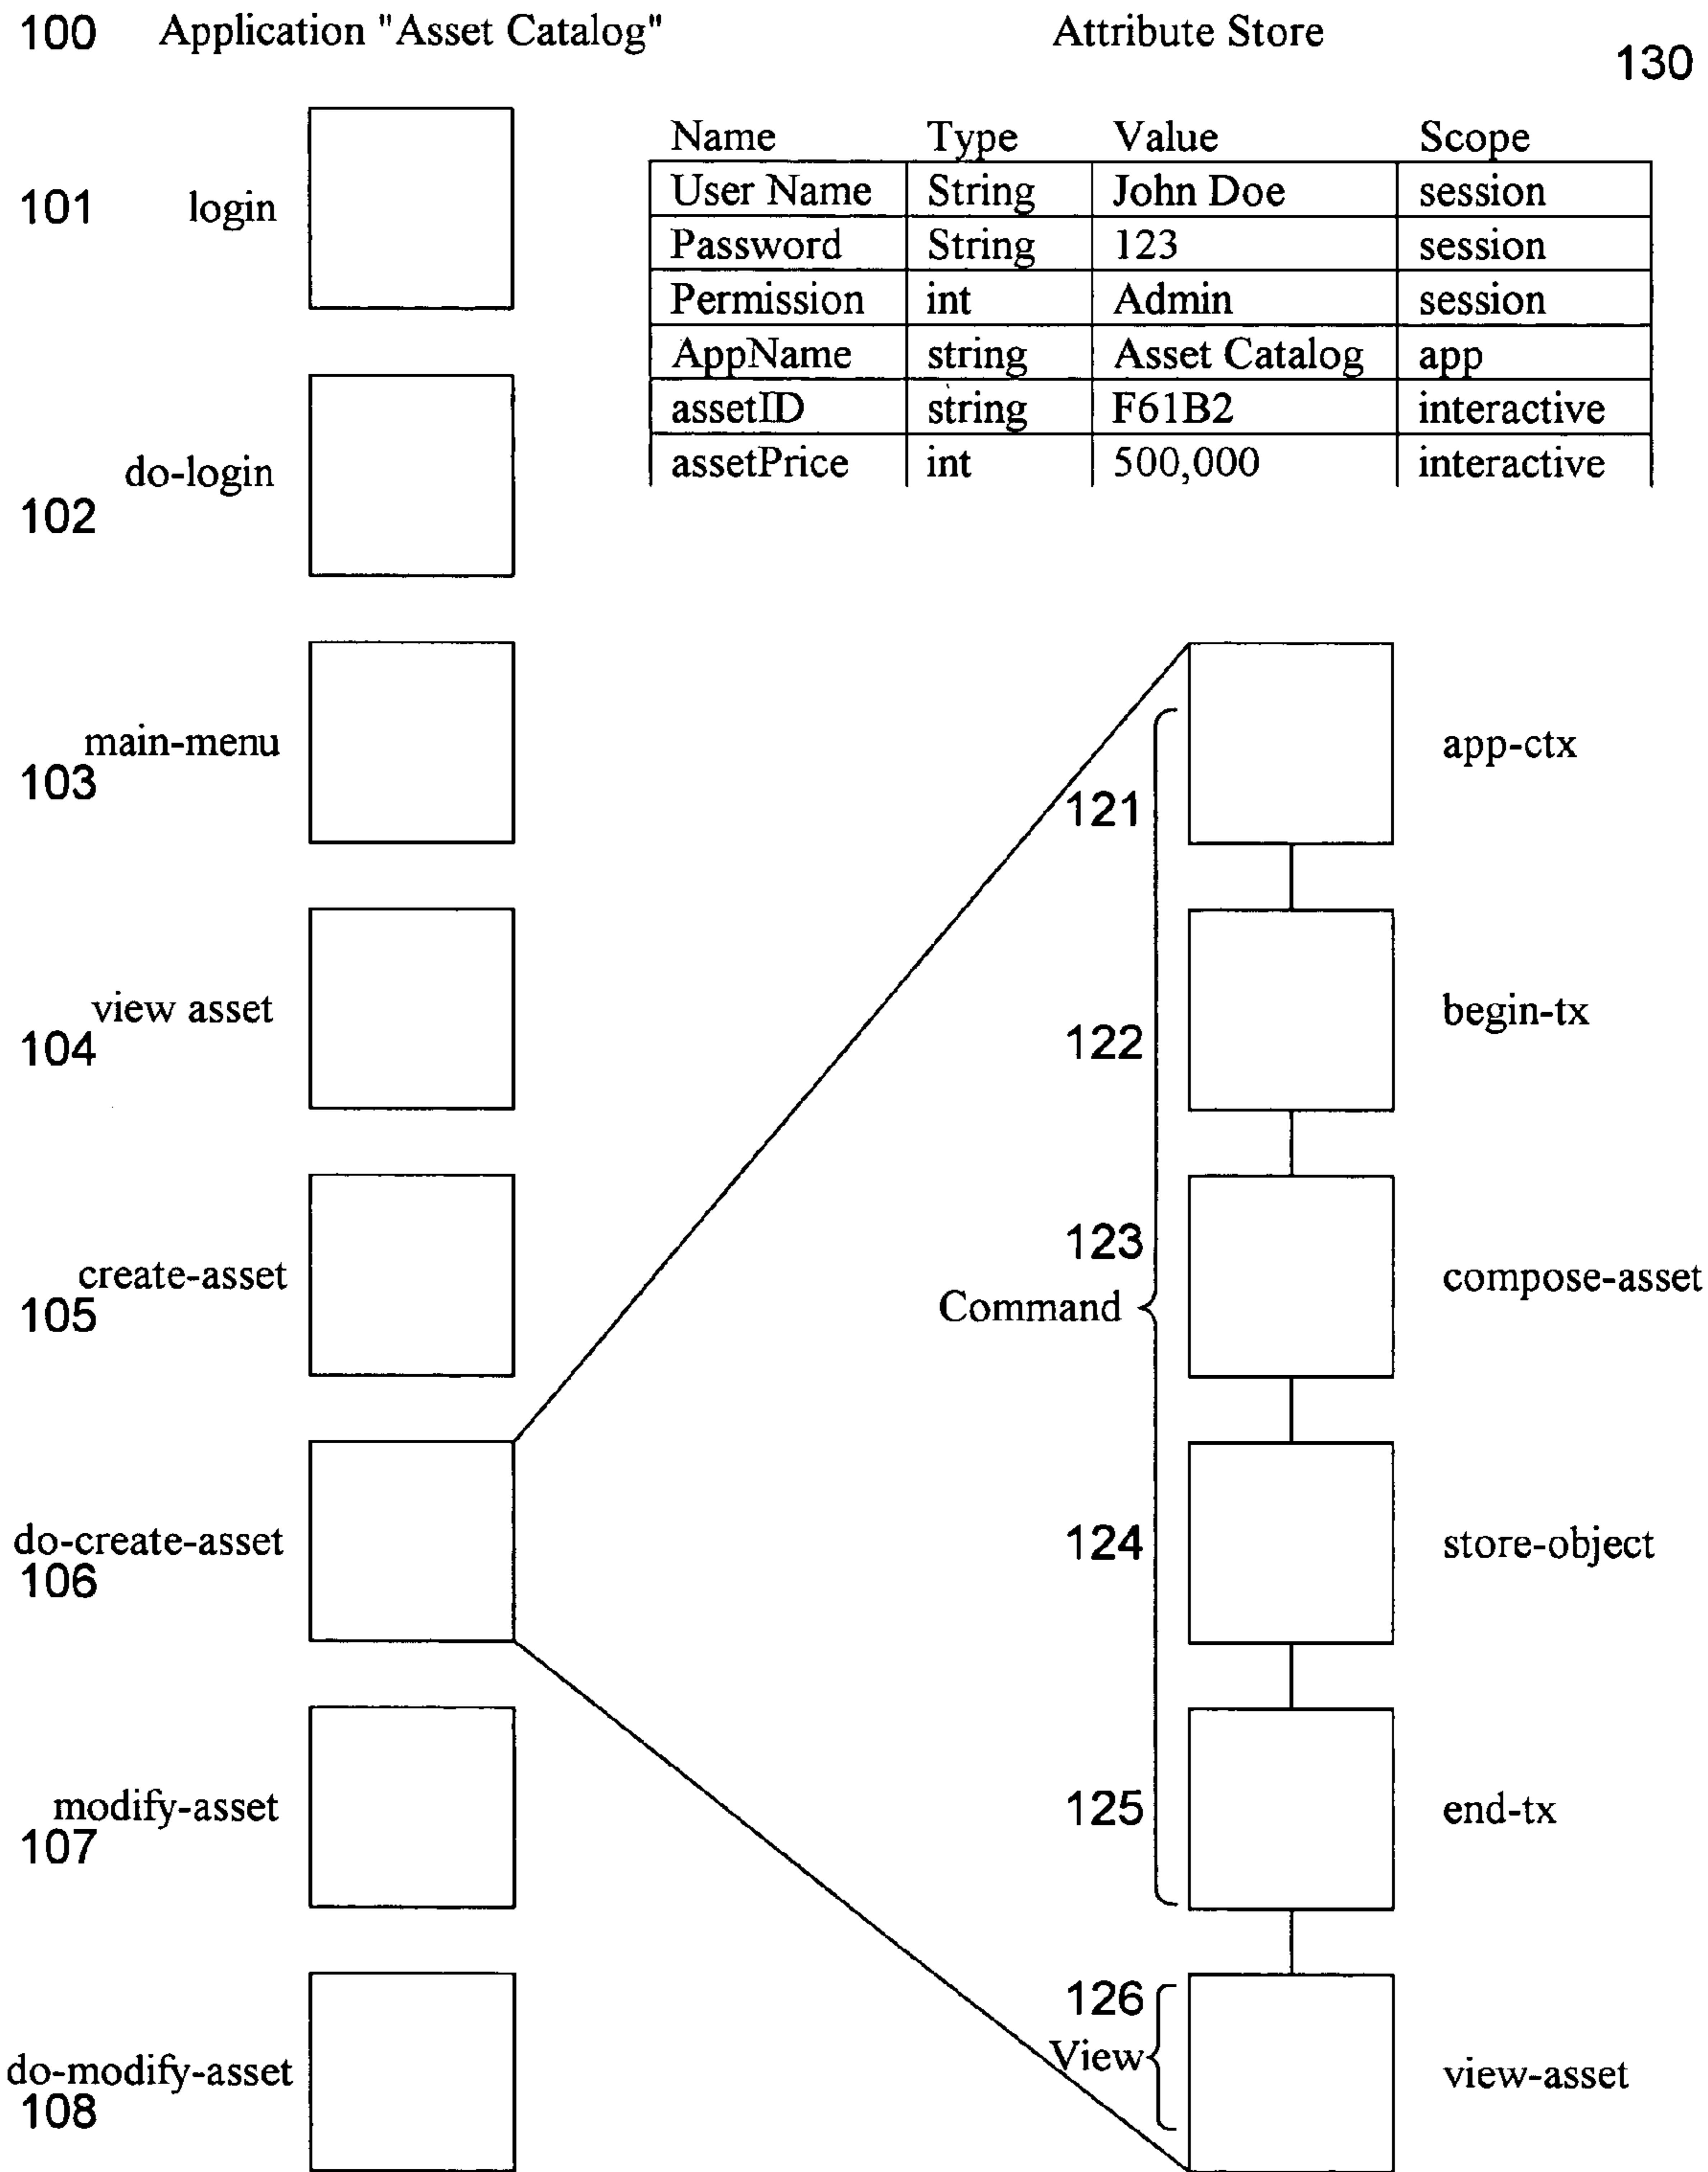 100 Application "Asset Catalog"
Attribute Store
130
Name Type Value Scope
User Name String John Doe session
Password String 123 session
Permission int Admin session
AppName string Asset Catalog app
assetID string F61B2 interactive
assetPrice int 500,000 interactive
101 login
do-login
102
main-menu
103
view asset
104
create-asset
105
do-create-asset
106
modify-asset
107
do-modify-asset
108
app-ctx
121
begin-tx
122
123
compose-asset
Command
124 store-object
125 end-tx
126
View
view-asset